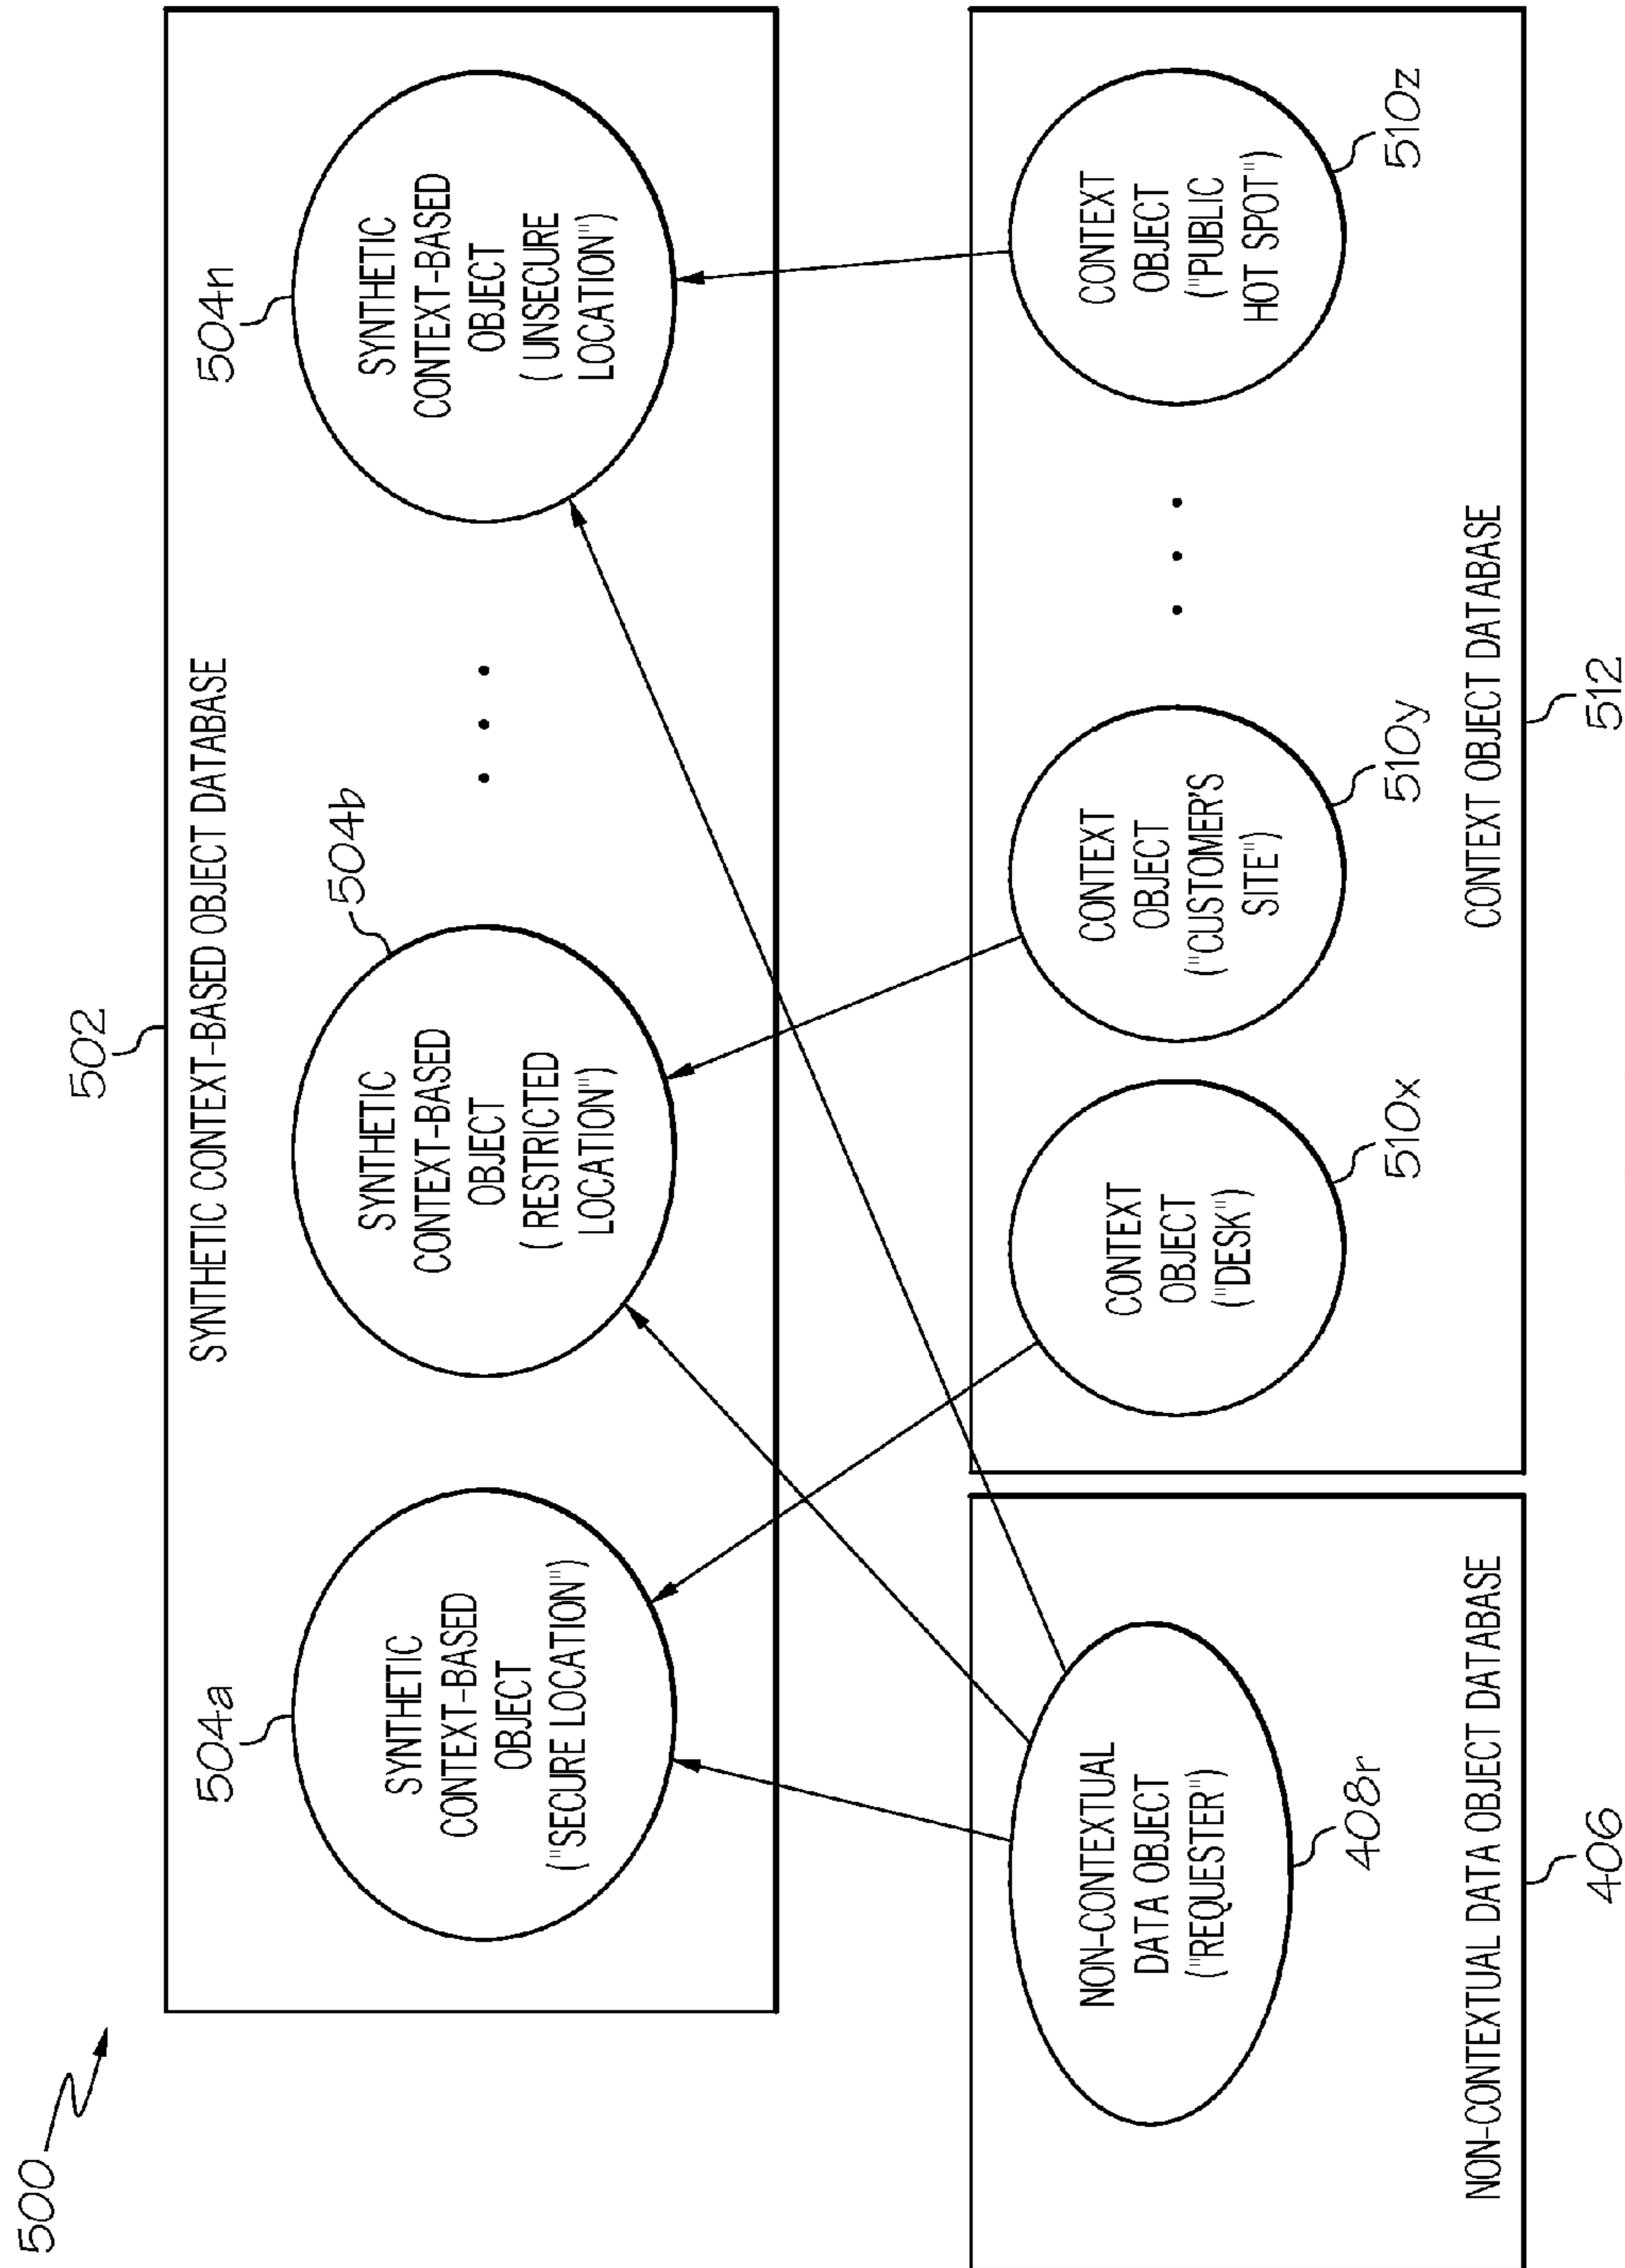 500
502
SYNTHETIC CONTEXT-BASED OBJECT DATABASE
504a
SYNTHETIC
CONTEXT-BASED
OBJECT
("SECURE LOCATION")
504b
SYNTHETIC
CONTEXT-BASED
OBJECT
( RESTRICTED
LOCATION")
. . .
504n
SYNTHETIC
CONTEXT-BASED
OBJECT
( UNSECURE
LOCATION")
NON-CONTEXTUAL
DATA OBJECT
("REQUESTER")
408r
NON-CONTEXTUAL DATA OBJECT DATABASE
406
CONTEXT
OBJECT
("DESK")
510x
CONTEXT
OBJECT
("CUSTOMER'S
SITE")
510y
. . .
CONTEXT
OBJECT
("PUBLIC
HOT SPOT")
510z
CONTEXT OBJECT DATABASE
512